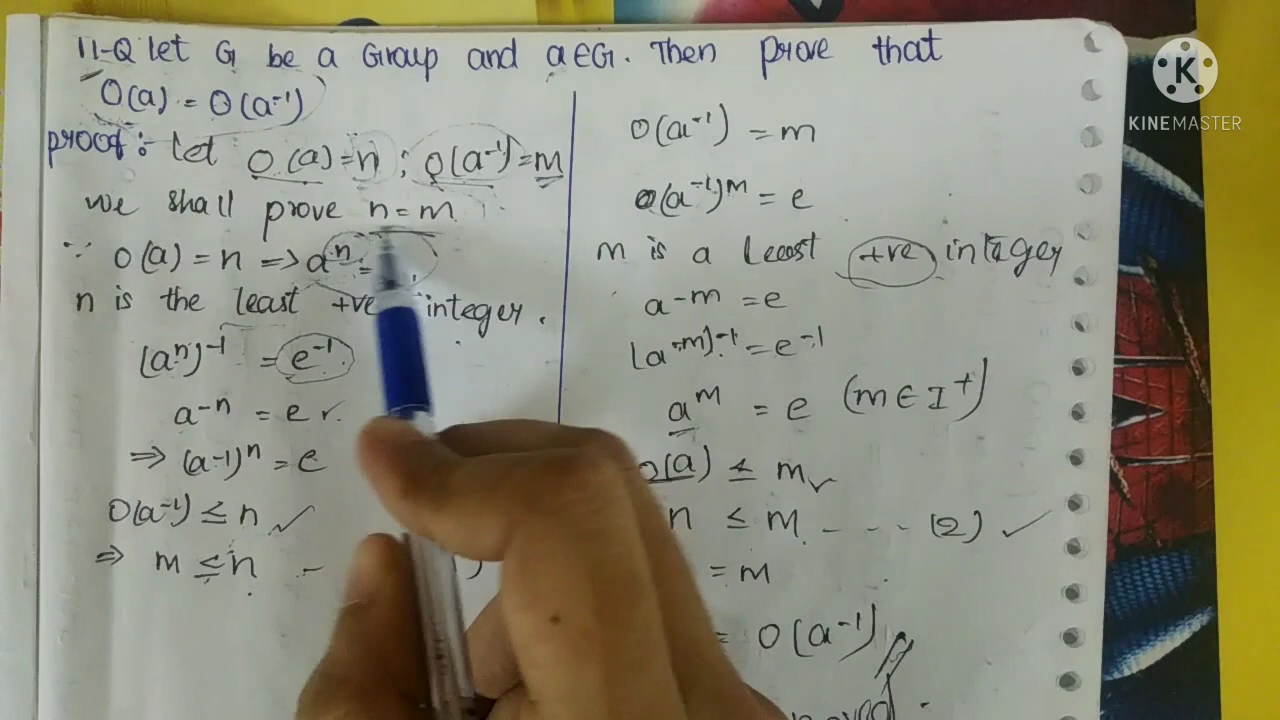 11-Q let G be a Group and a∈G. Then prove that
O(a) = O(a⁻¹)
proof:- Let O(a)=n ; O(a⁻¹)=m
we shall prove n=m
∵ O(a) = n => aⁿ =
n is the least +ve integer.
(aⁿ)⁻¹ = e⁻¹
a⁻ⁿ = e ✓
=> (a⁻¹)ⁿ = e
O(a⁻¹) ≤ n ✓
=> m ≤ n -
O(a⁻¹) = m
(a⁻¹)ᵐ = e
m is a least +ve integer
a⁻ᵐ = e
(a⁻ᵐ)⁻¹ = e⁻¹
aᵐ = e (m ∈ I⁺)
O(a) ≤ m ✓
n ≤ m - - - - (2) ✓
= m
= O(a⁻¹)
KINEMASTER